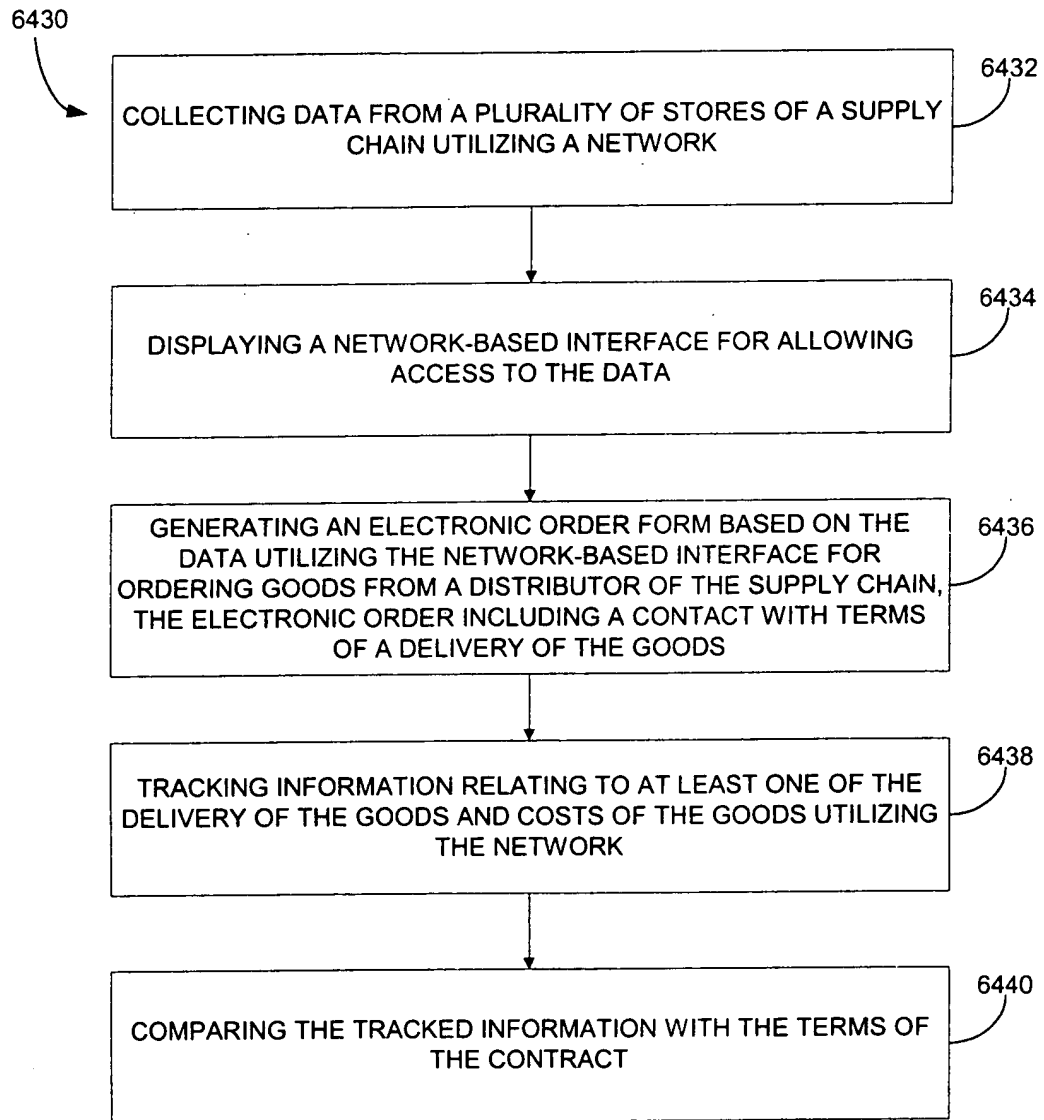 6430
6432
COLLECTING DATA FROM A PLURALITY OF STORES OF A SUPPLY
CHAIN UTILIZING A NETWORK
6434
DISPLAYING A NETWORK-BASED INTERFACE FOR ALLOWING
ACCESS TO THE DATA
6436
GENERATING AN ELECTRONIC ORDER FORM BASED ON THE
DATA UTILIZING THE NETWORK-BASED INTERFACE FOR
ORDERING GOODS FROM A DISTRIBUTOR OF THE SUPPLY CHAIN,
THE ELECTRONIC ORDER INCLUDING A CONTACT WITH TERMS
OF A DELIVERY OF THE GOODS
6438
TRACKING INFORMATION RELATING TO AT LEAST ONE OF THE
DELIVERY OF THE GOODS AND COSTS OF THE GOODS UTILIZING
THE NETWORK
6440
COMPARING THE TRACKED INFORMATION WITH THE TERMS OF
THE CONTRACT